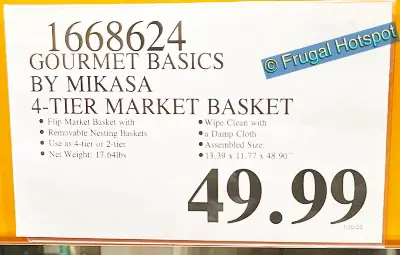 1668624
© Frugal Hotspot
GOURMET BASICS
BY MIKASA
4-TIER MARKET BASKET
• Flip Market Basket with
• Removable Nesting Baskets
• Use as 4-tier or 2-tier
• Net Weight: 17.64lbs
• Wipe Clean with
• a Damp Cloth
• Assembled Size:
• 13.39 x 11.77 x 48.90"
49.99